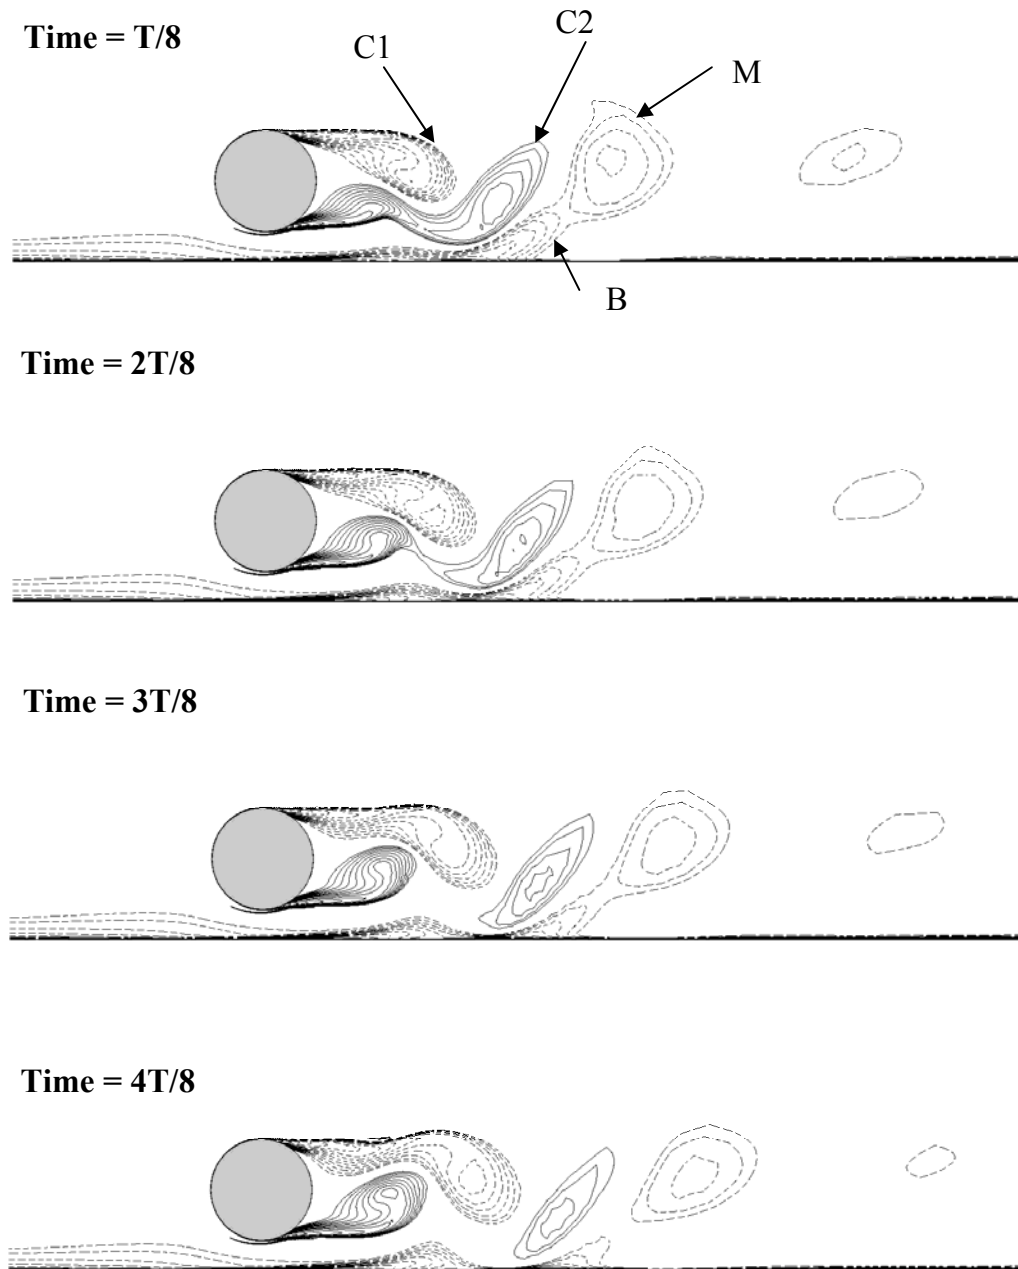 Time = T/8
C1
C2
M
B
Time = 2T/8
Time = 3T/8
Time = 4T/8